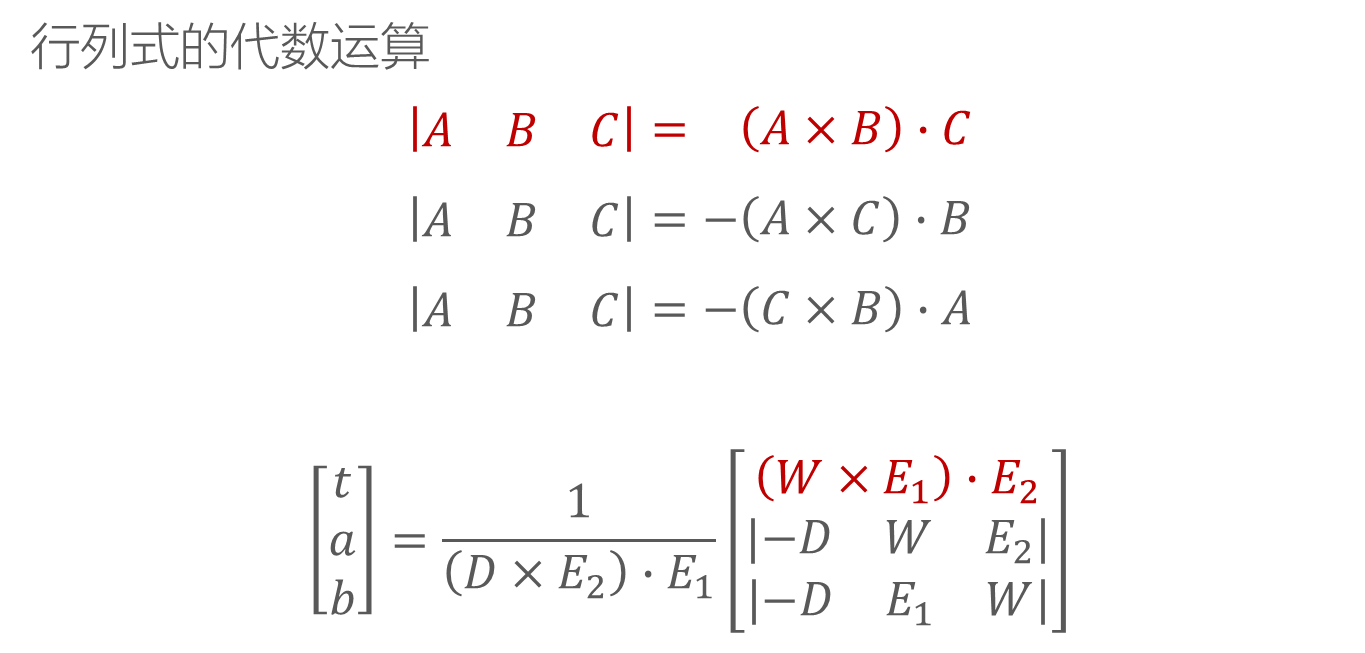 行列式的代数运算
|A B C| = (A × B) · C
|A B C| = −(A × C) · B
|A B C| = −(C × B) · A
[t a b] = 1 / ((D × E₂) · E₁) [(W × E₁) · E₂
|−D W E₂|
|−D E₁ W|]